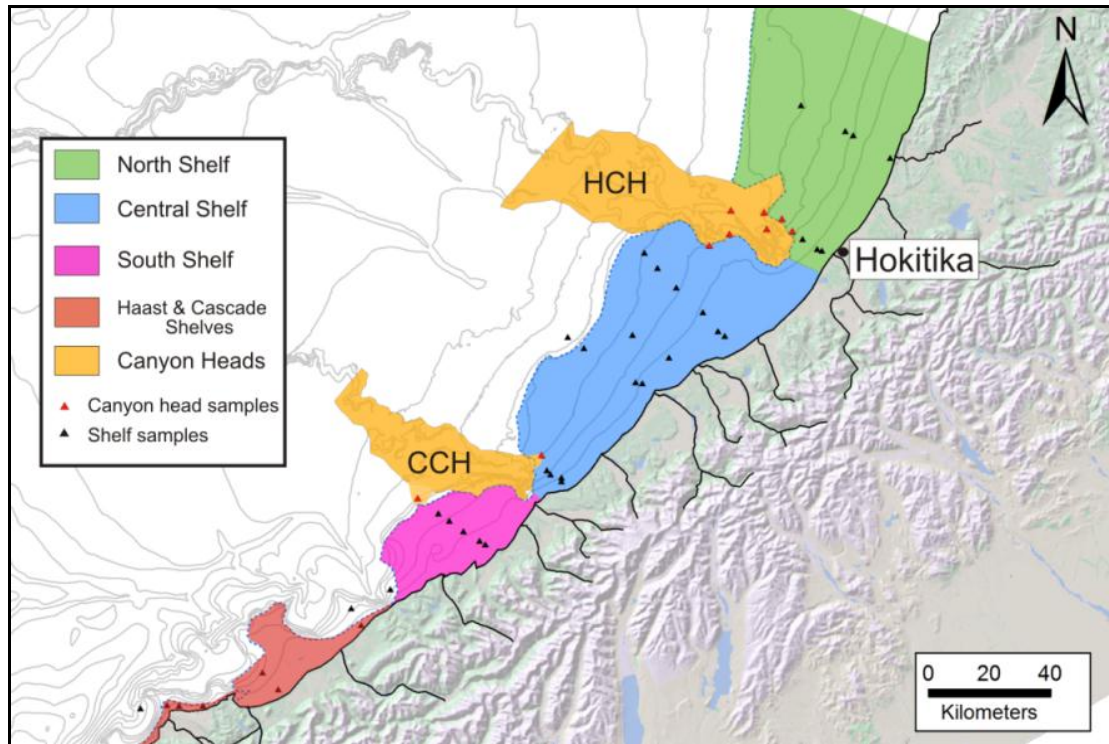 N
HCH
North Shelf
Central Shelf
South Shelf
Haast & Cascade
Shelves
Canyon Heads
Canyon head samples
Shelf samples
Hokitika
CCH
0 20 40
Kilometers